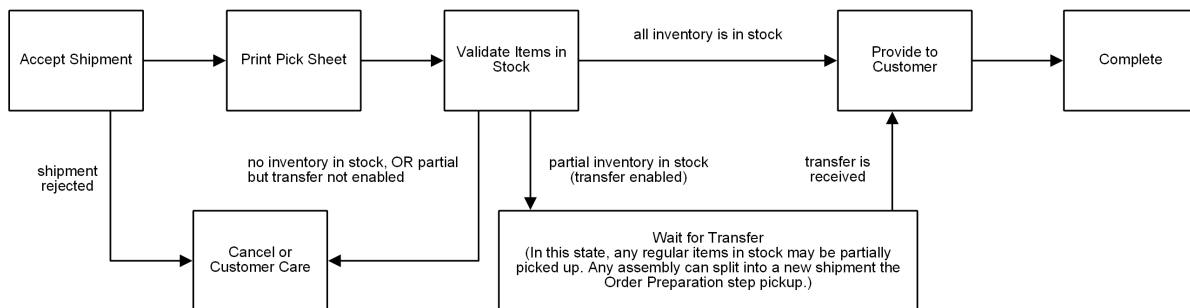 Accept Shipment
Print Pick Sheet
Validate Items in
Stock
all inventory is in stock
Provide to
Customer
Complete
shipment
rejected
no inventory in stock, OR partial
but transfer not enabled
partial inventory in stock
(transfer enabled)
transfer is
received
Cancel or
Customer Care
Wait for Transfer
(In this state, any regular items in stock may be partially
picked up. Any assembly can split into a new shipment the
Order Preparation step pickup.)